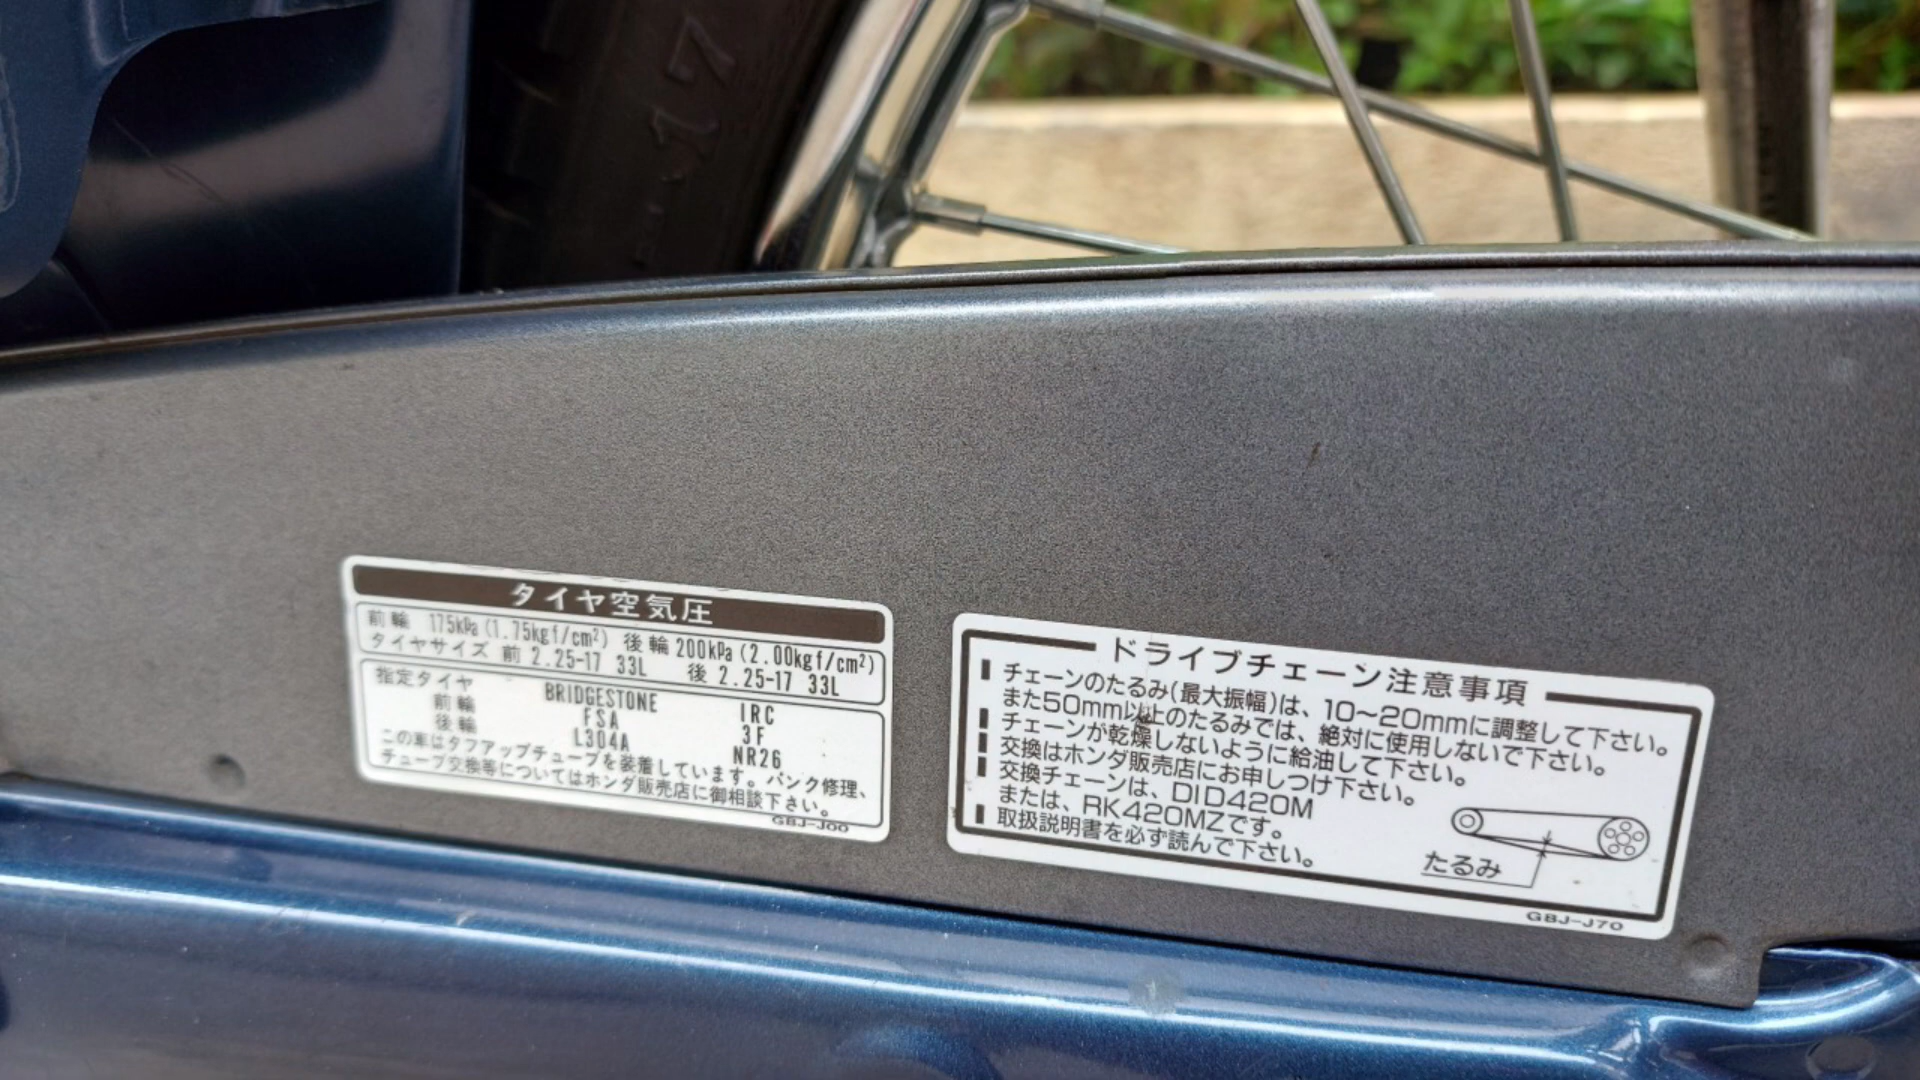 17
タイヤ空気圧
前輪 175kPa(1.75kgf/cm²) 後輪 200kPa(2.00kgf/cm²)
タイヤサイズ 前 2.25-17 33L 後 2.25-17 33L
指定タイヤ BRIDGESTONE IRC
前輪 FSA 3F
後輪 L304A NR26
この車はタフアップチューブを装着しています。パンク修理、
チューブ交換等についてはホンダ販売店に御相談下さい。
GBJ-J00
ドライブチェーン注意事項
チェーンのたるみ(最大振幅)は、10~20mmに調整して下さい。
また50mm以上のたるみでは、絶対に使用しないで下さい。
チェーンが乾燥しないように給油して下さい。
交換はホンダ販売店にお申しつけ下さい。
交換チェーンは、DID420M
または、RK420MZです。
取扱説明書を必ず読んで下さい。
たるみ
GBJ-J70